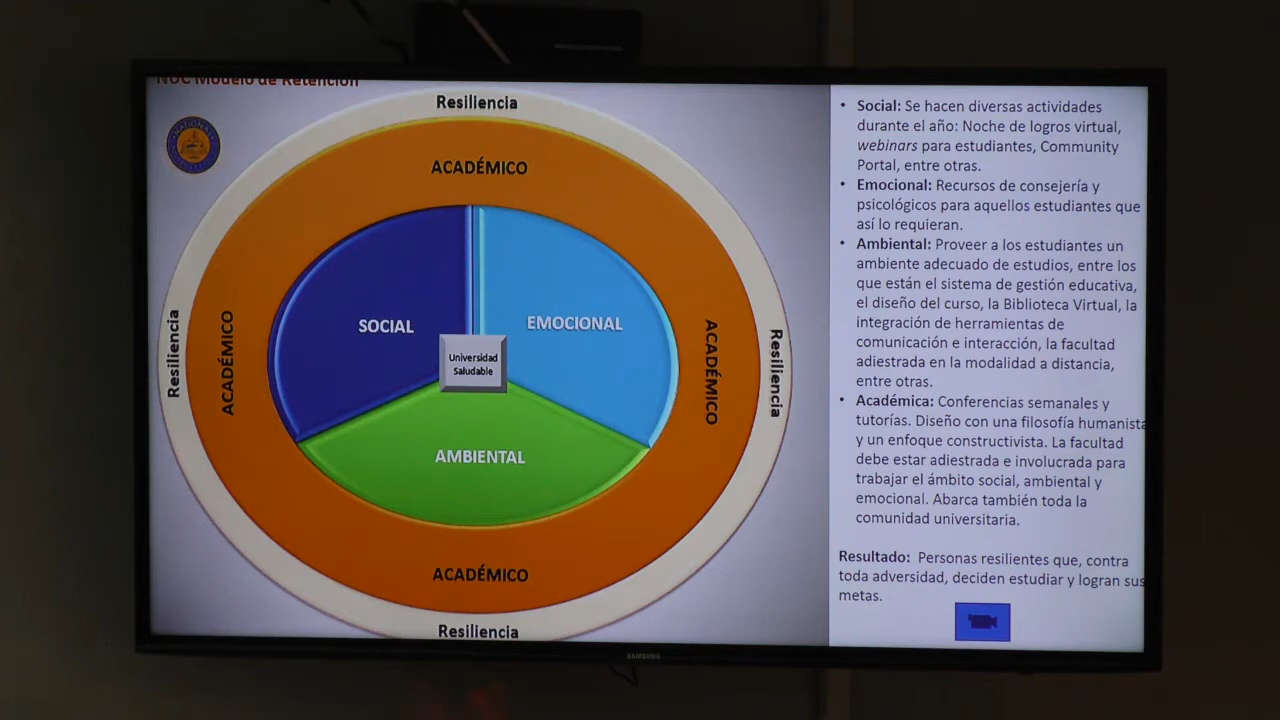 NUC Modelo de Retención
Resiliencia
ACADÉMICO
SOCIAL
EMOCIONAL
Universidad
Saludable
AMBIENTAL
Resiliencia
ACADÉMICO
ACADÉMICO
Resiliencia
ACADÉMICO
Resiliencia
• Social: Se hacen diversas actividades
durante el año: Noche de logros virtual,
webinars para estudiantes, Community
Portal, entre otras.
• Emocional: Recursos de consejería y
psicológicos para aquellos estudiantes que
así lo requieran.
• Ambiental: Proveer a los estudiantes un
ambiente adecuado de estudios, entre los
que están el sistema de gestión educativa,
el diseño del curso, la Biblioteca Virtual, la
integración de herramientas de
comunicación e interacción, la facultad
adiestrada en la modalidad a distancia,
entre otras.
• Académica: Conferencias semanales y
tutorías. Diseño con una filosofía humanista
y un enfoque constructivista. La facultad
debe estar adiestrada e involucrada para
trabajar el ámbito social, ambiental y
emocional. Abarca también toda la
comunidad universitaria.
Resultado: Personas resilientes que, contra
toda adversidad, deciden estudiar y logran sus
metas.
SAMSUNG